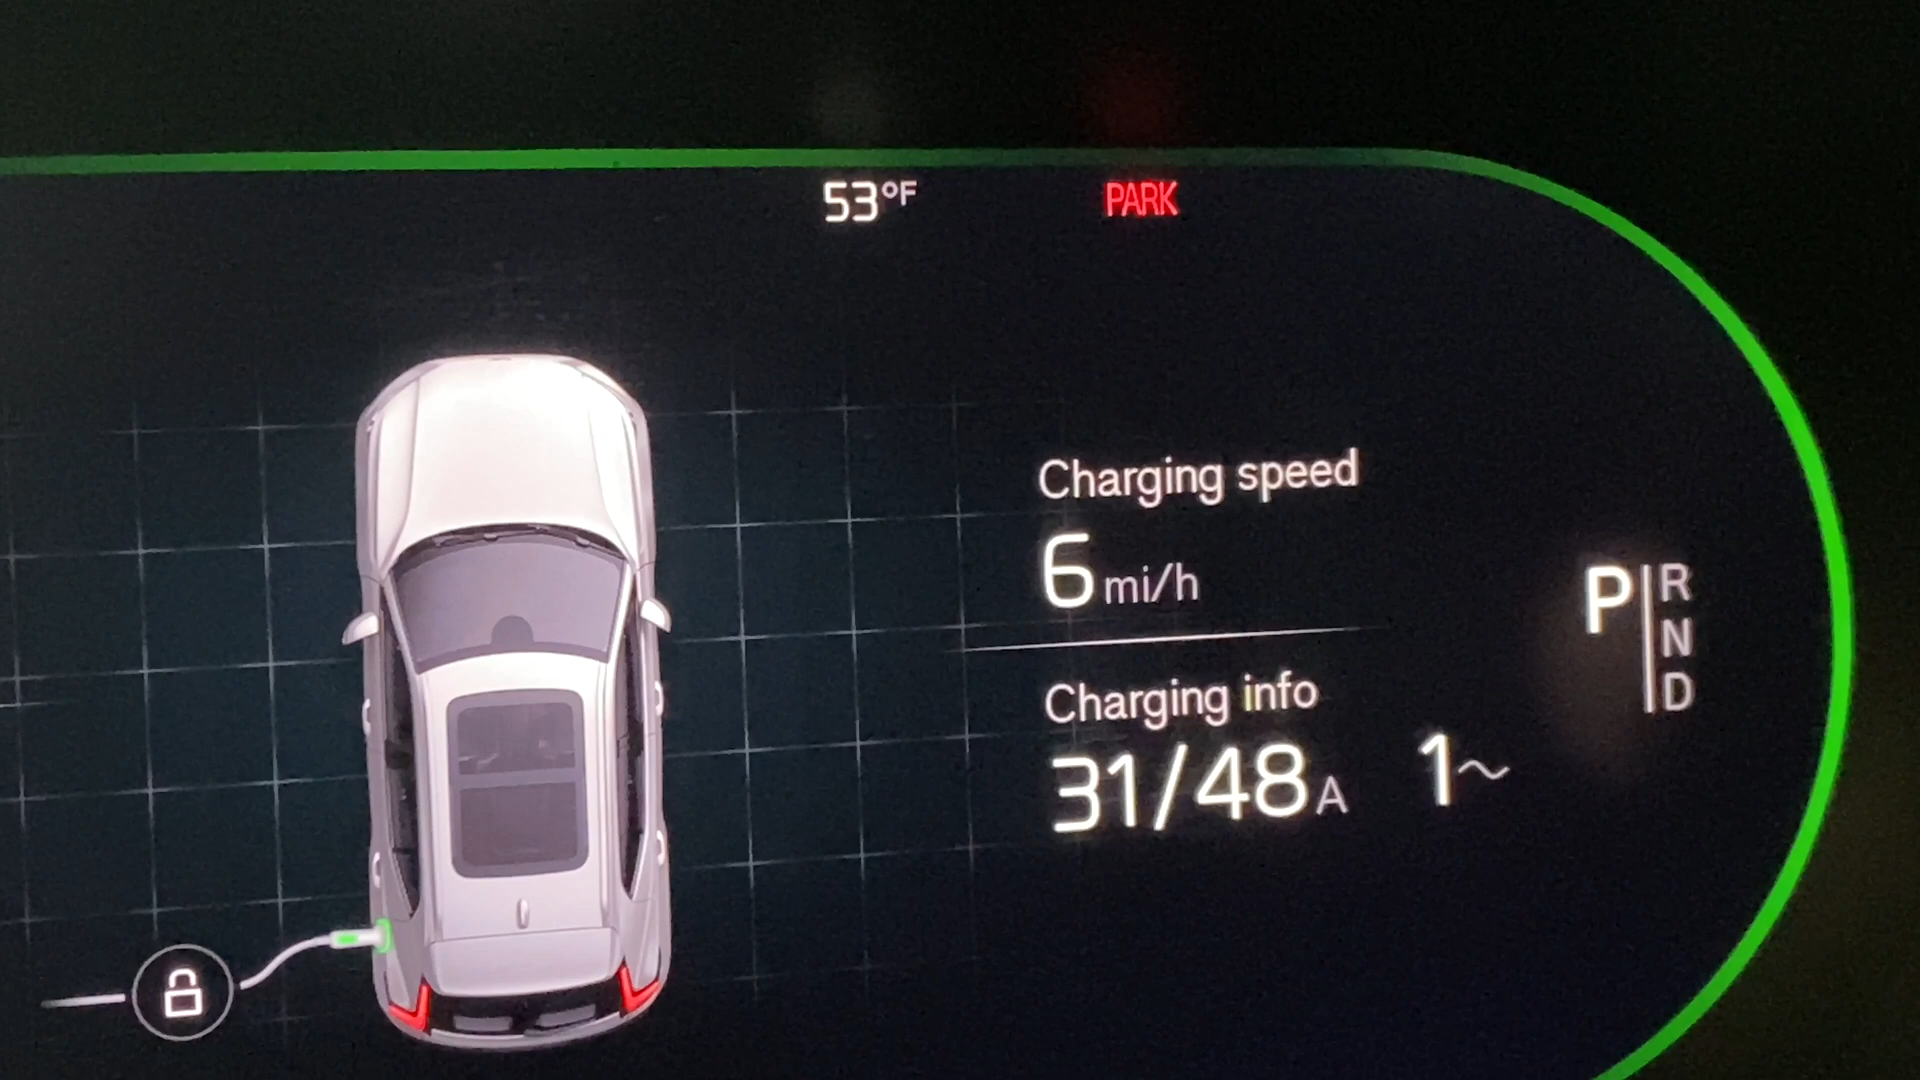 53°F PARK
Charging speed
6 mi/h
Charging info
31/48 A 1~
P R
N
D